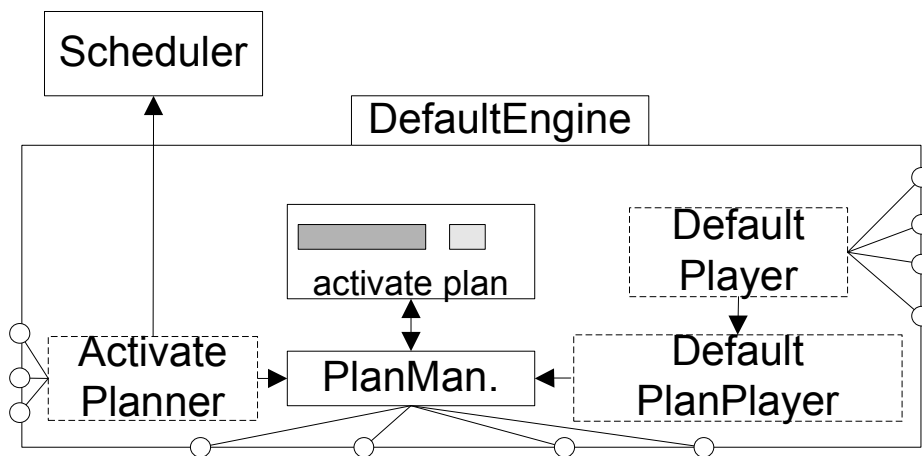 Scheduler
DefaultEngine
activate plan
Default
Player
Activate
Planner
PlanMan.
Default
PlanPlayer